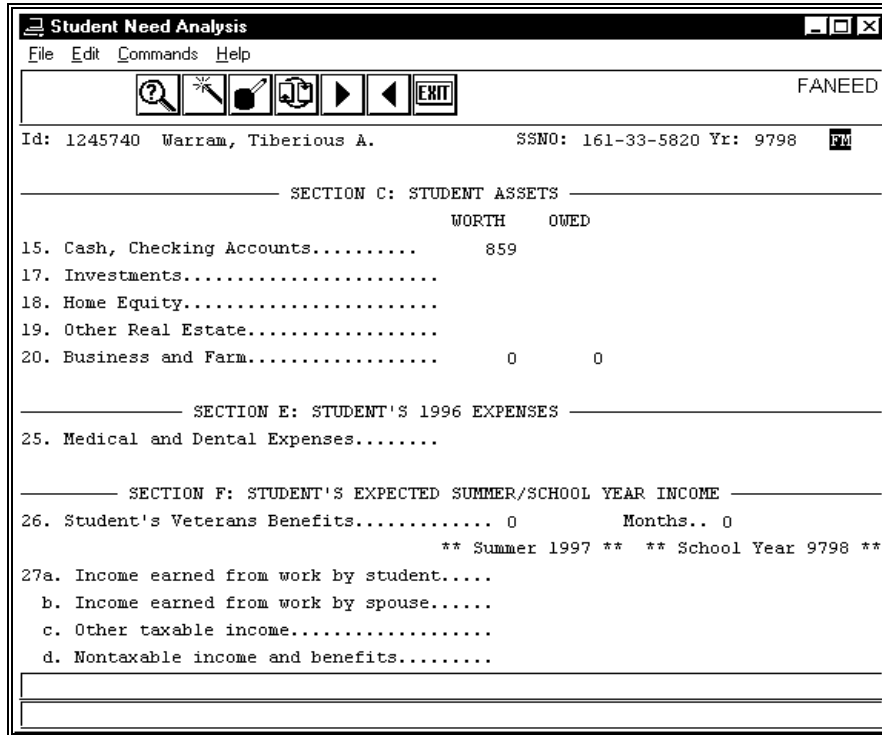 Student Need Analysis
File Edit Commands Help
EXIT FANEED
Id: 1245740 Warram, Tiberious A. SSNO: 161-33-5820 Yr: 9798 FM
SECTION C: STUDENT ASSETS
WORTH OWED
15. Cash, Checking Accounts.......... 859
17. Investments........................
18. Home Equity........................
19. Other Real Estate..................
20. Business and Farm.................. 0 0
SECTION E: STUDENT'S 1996 EXPENSES
25. Medical and Dental Expenses........
SECTION F: STUDENT'S EXPECTED SUMMER/SCHOOL YEAR INCOME
26. Student's Veterans Benefits............. 0 Months.. 0
** Summer 1997 ** ** School Year 9798 **
27a. Income earned from work by student.....
b. Income earned from work by spouse......
c. Other taxable income...................
d. Nontaxable income and benefits.........